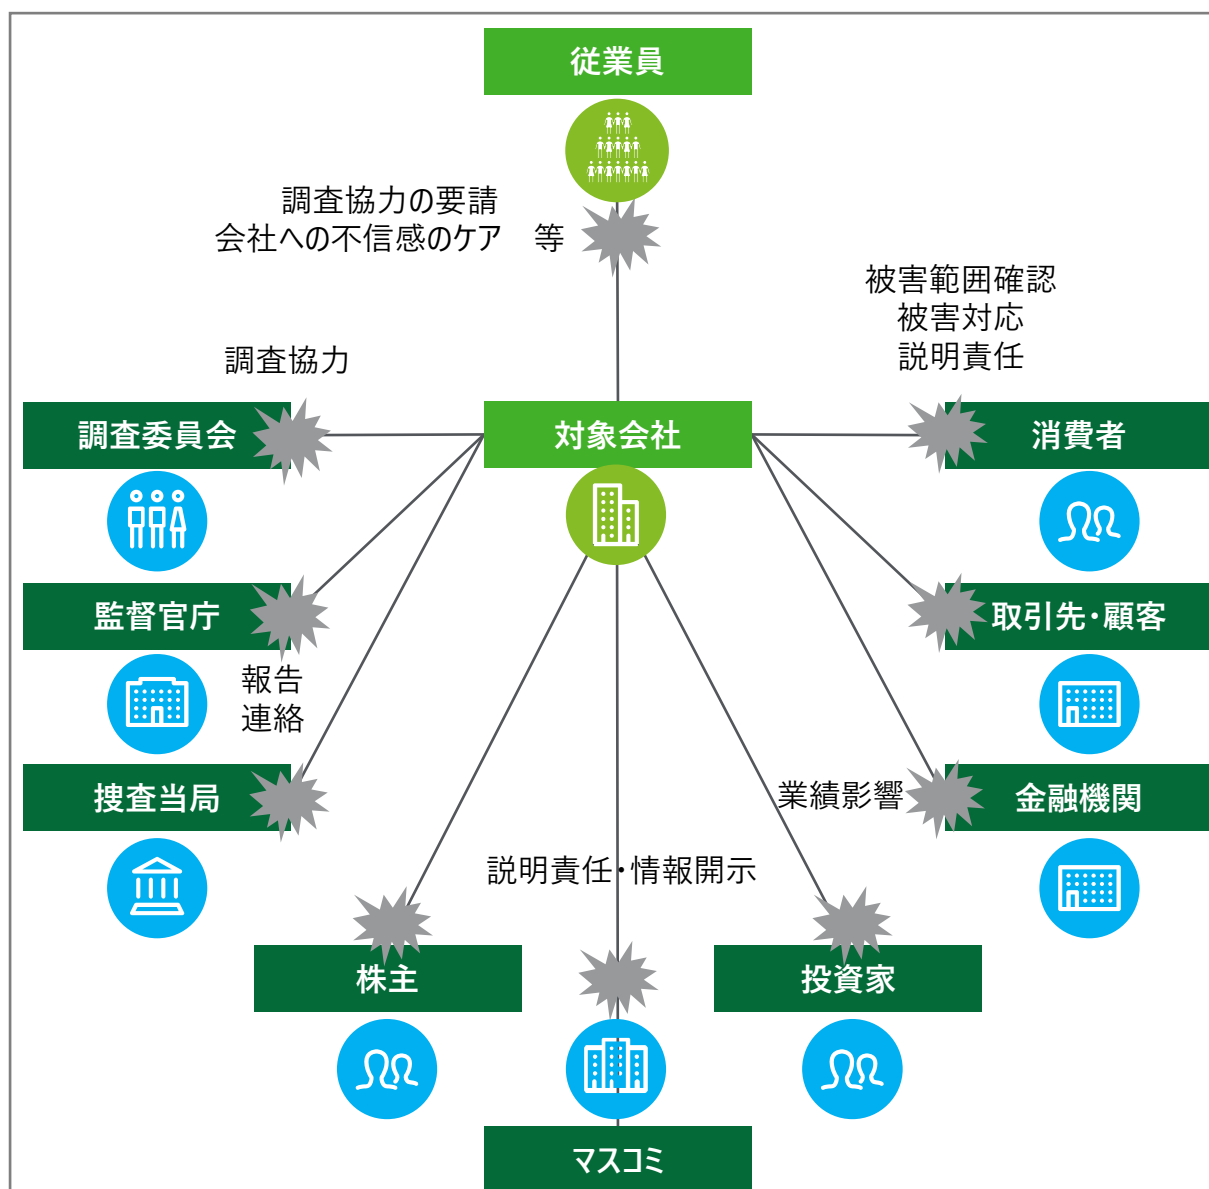 従業員
調査協力の要請
会社への不信感のケア　等
被害範囲確認
被害対応
説明責任
調査協力
調査委員会
対象会社
消費者
監督官庁
取引先・顧客
報告
連絡
捜査当局
業績影響
金融機関
説明責任・情報開示
株主
投資家
マスコミ